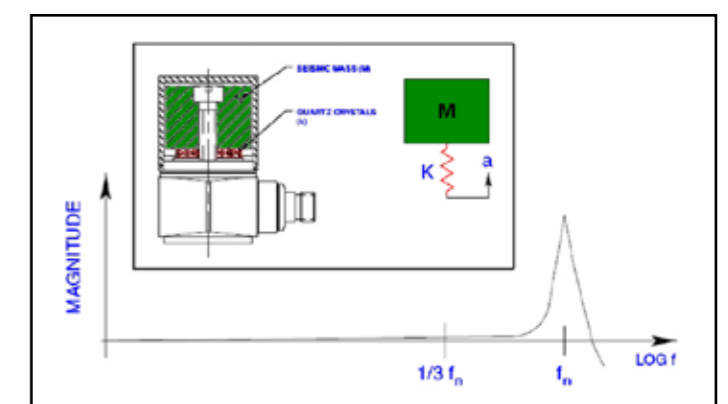 SEISMIC MASS (M)
QUARTZ CRYSTALS
(K)
M
K
a
MAGNITUDE
1/3 fn
fn
LOG f